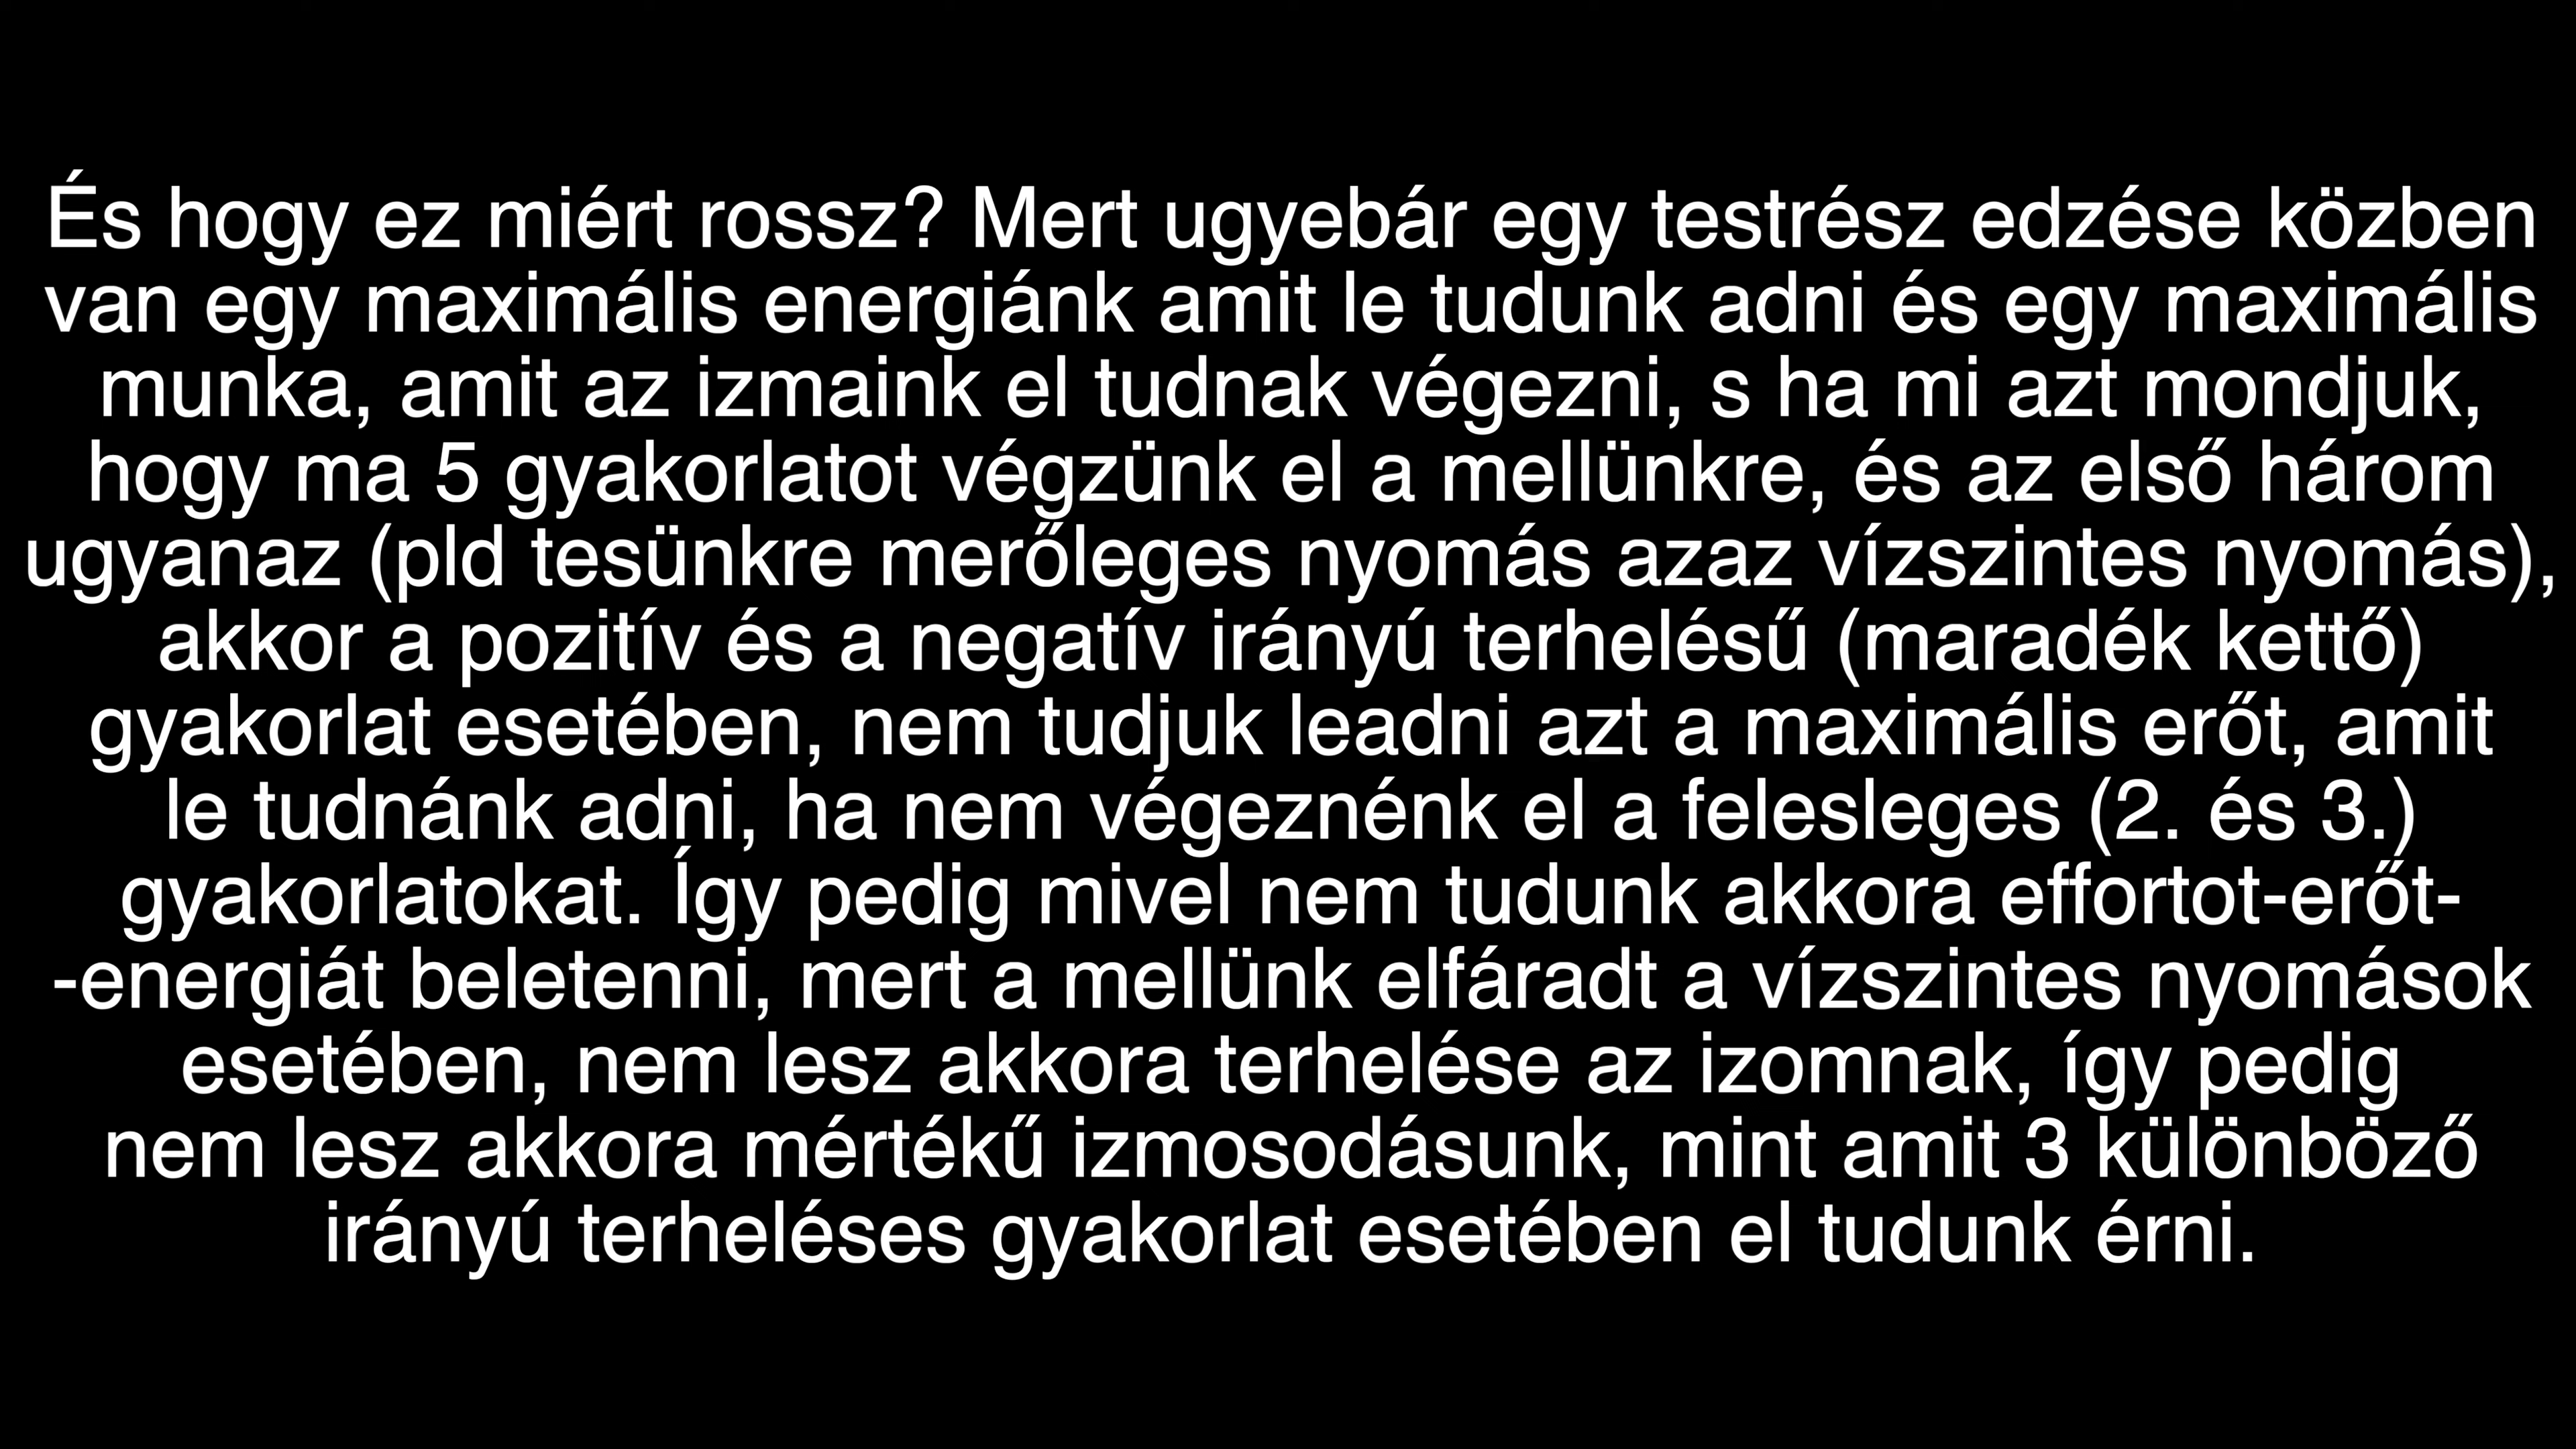 És hogy ez miért rossz? Mert ugyebár egy testrész edzése közben
van egy maximális energiánk amit le tudunk adni és egy maximális
munka, amit az izmaink el tudnak végezni, s ha mi azt mondjuk,
hogy ma 5 gyakorlatot végzünk el a mellünkre, és az első három
ugyanaz (pld tesünkre merőleges nyomás azaz vízszintes nyomás),
akkor a pozitív és a negatív irányú terhelésű (maradék kettő)
gyakorlat esetében, nem tudjuk leadni azt a maximális erőt, amit
le tudnánk adni, ha nem végeznénk el a felesleges (2. és 3.)
gyakorlatokat. Így pedig mivel nem tudunk akkora effortot-erőt-
-energiát beletenni, mert a mellünk elfáradt a vízszintes nyomások
esetében, nem lesz akkora terhelése az izomnak, így pedig
nem lesz akkora mértékű izmosodásunk, mint amit 3 különböző
irányú terheléses gyakorlat esetében el tudunk érni.